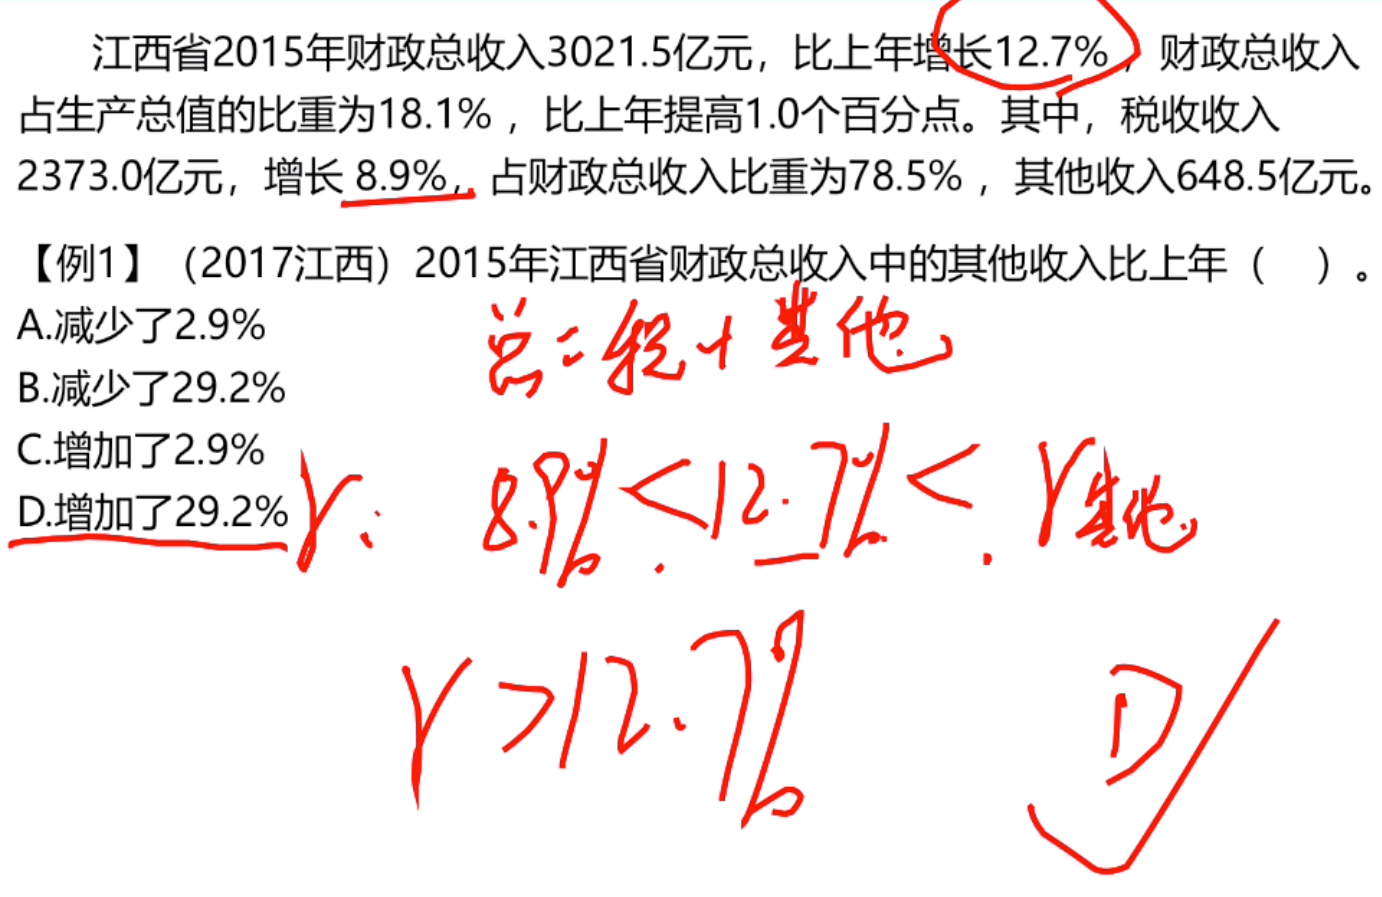 江西省2015年财政总收入3021.5亿元，比上年增长12.7%，财政总收入
占生产总值的比重为18.1%，比上年提高1.0个百分点。其中，税收收入
2373.0亿元，增长 8.9%，占财政总收入比重为78.5%，其他收入648.5亿元。
【例1】（2017江西）2015年江西省财政总收入中的其他收入比上年（ ）。
A.减少了2.9%
总=税+其他
B.减少了29.2%
C.增加了2.9%
D.增加了29.2%
r: 8.9%<12.7%<r其他
r>12.7%
D